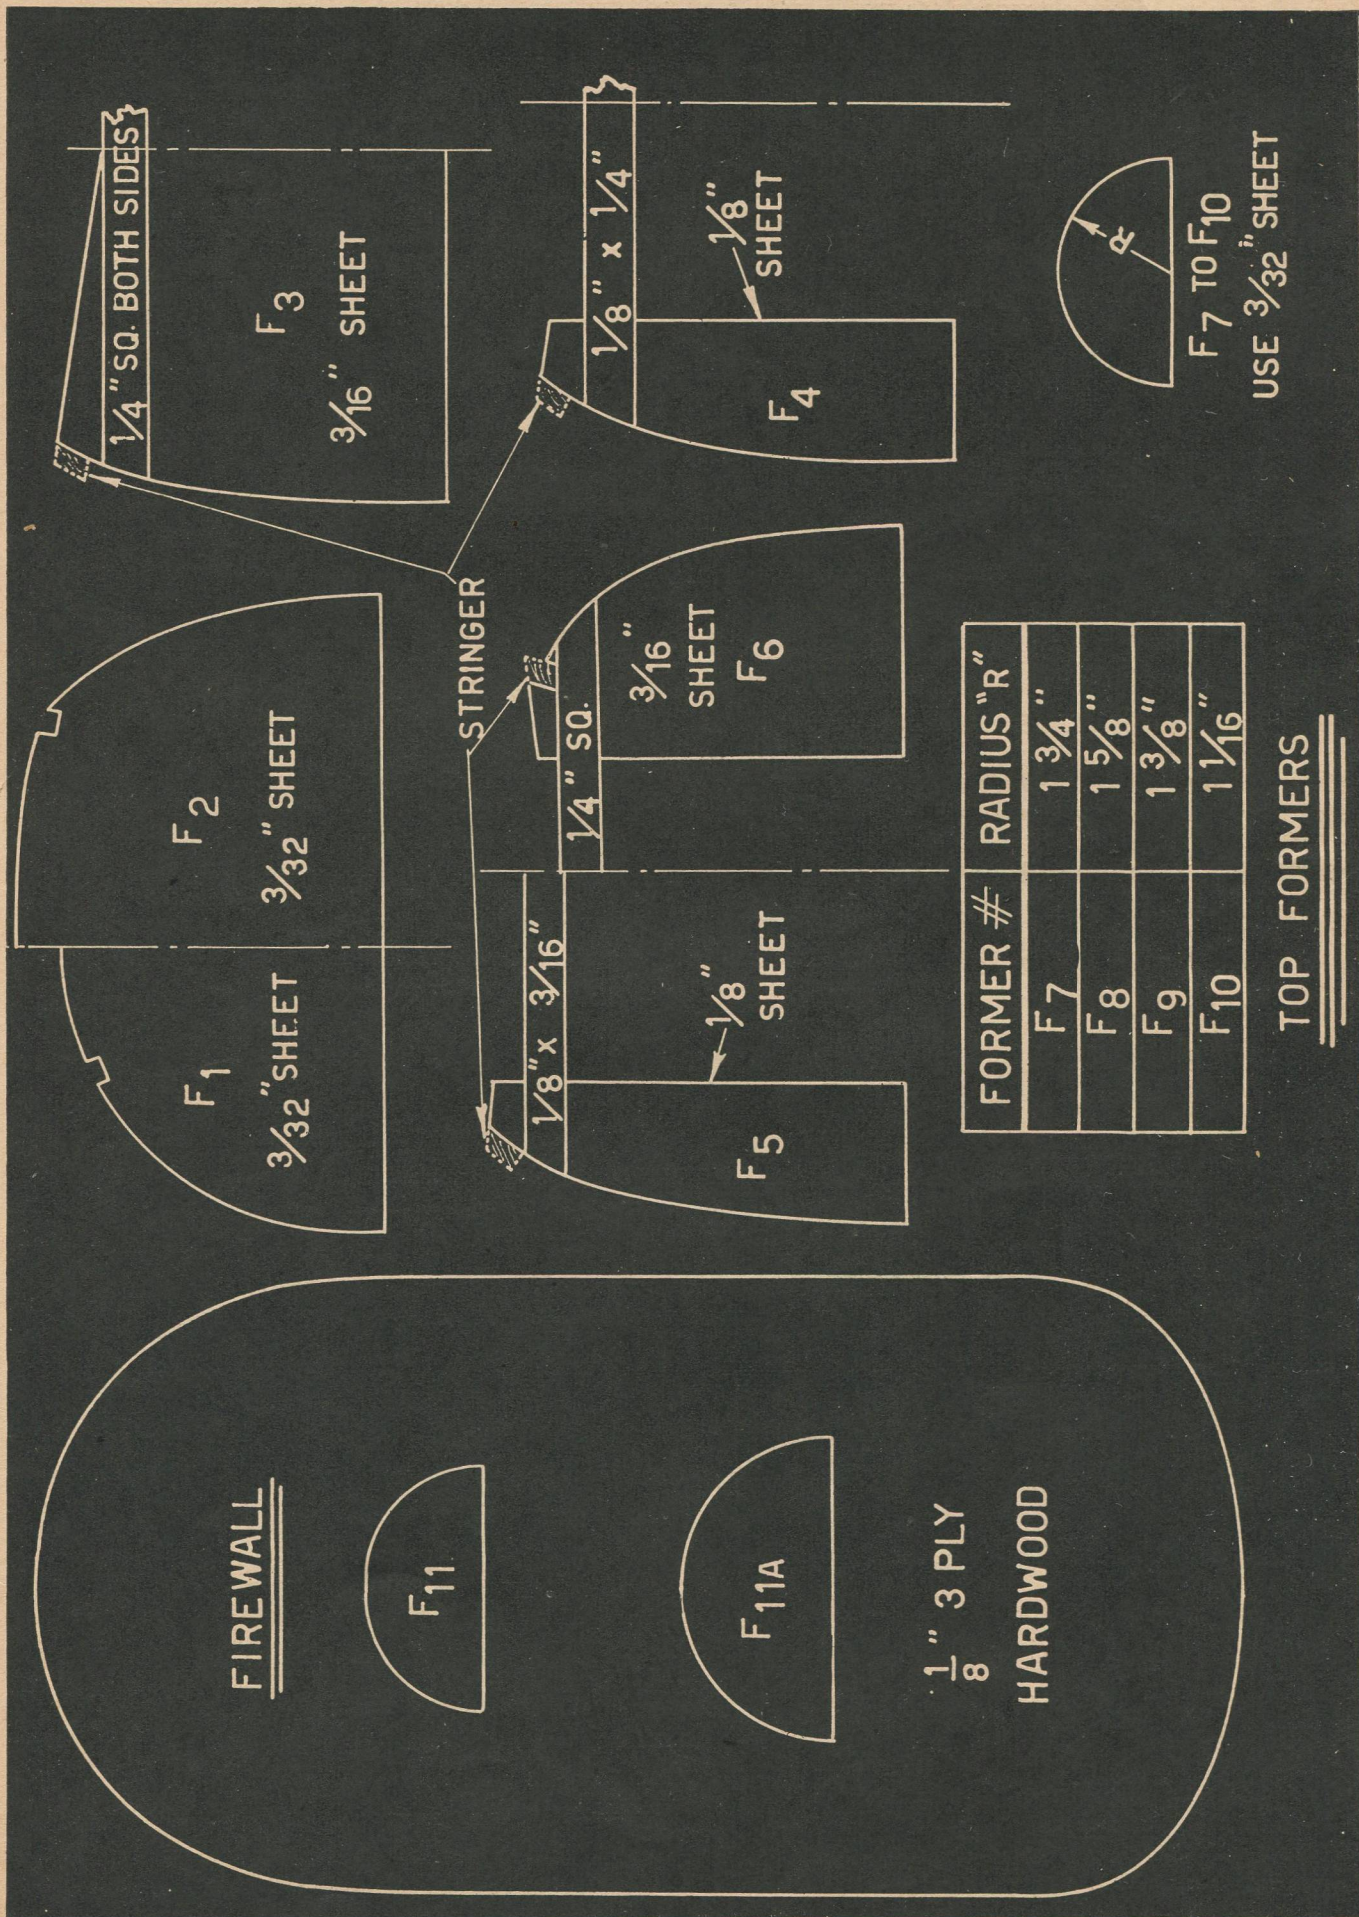 FIREWALL
F11
F11A
1/8" 3 PLY
HARDWOOD
F1
3/32" SHEET
F2
3/32" SHEET
1/4" SQ. BOTH SIDES
F3
3/16"
SHEET
STRINGER
1/8" x 3/16"
F5
1/8"
SHEET
1/4" SQ.
3/16"
SHEET
F6
1/8" x 1/4"
F4
1/8"
SHEET
FORMER # RADIUS "R"
F7 1 3/4"
F8 1 5/8"
F9 1 3/8"
F10 1 1/16"
TOP FORMERS
R
F7 TO F10
USE 3/32" SHEET